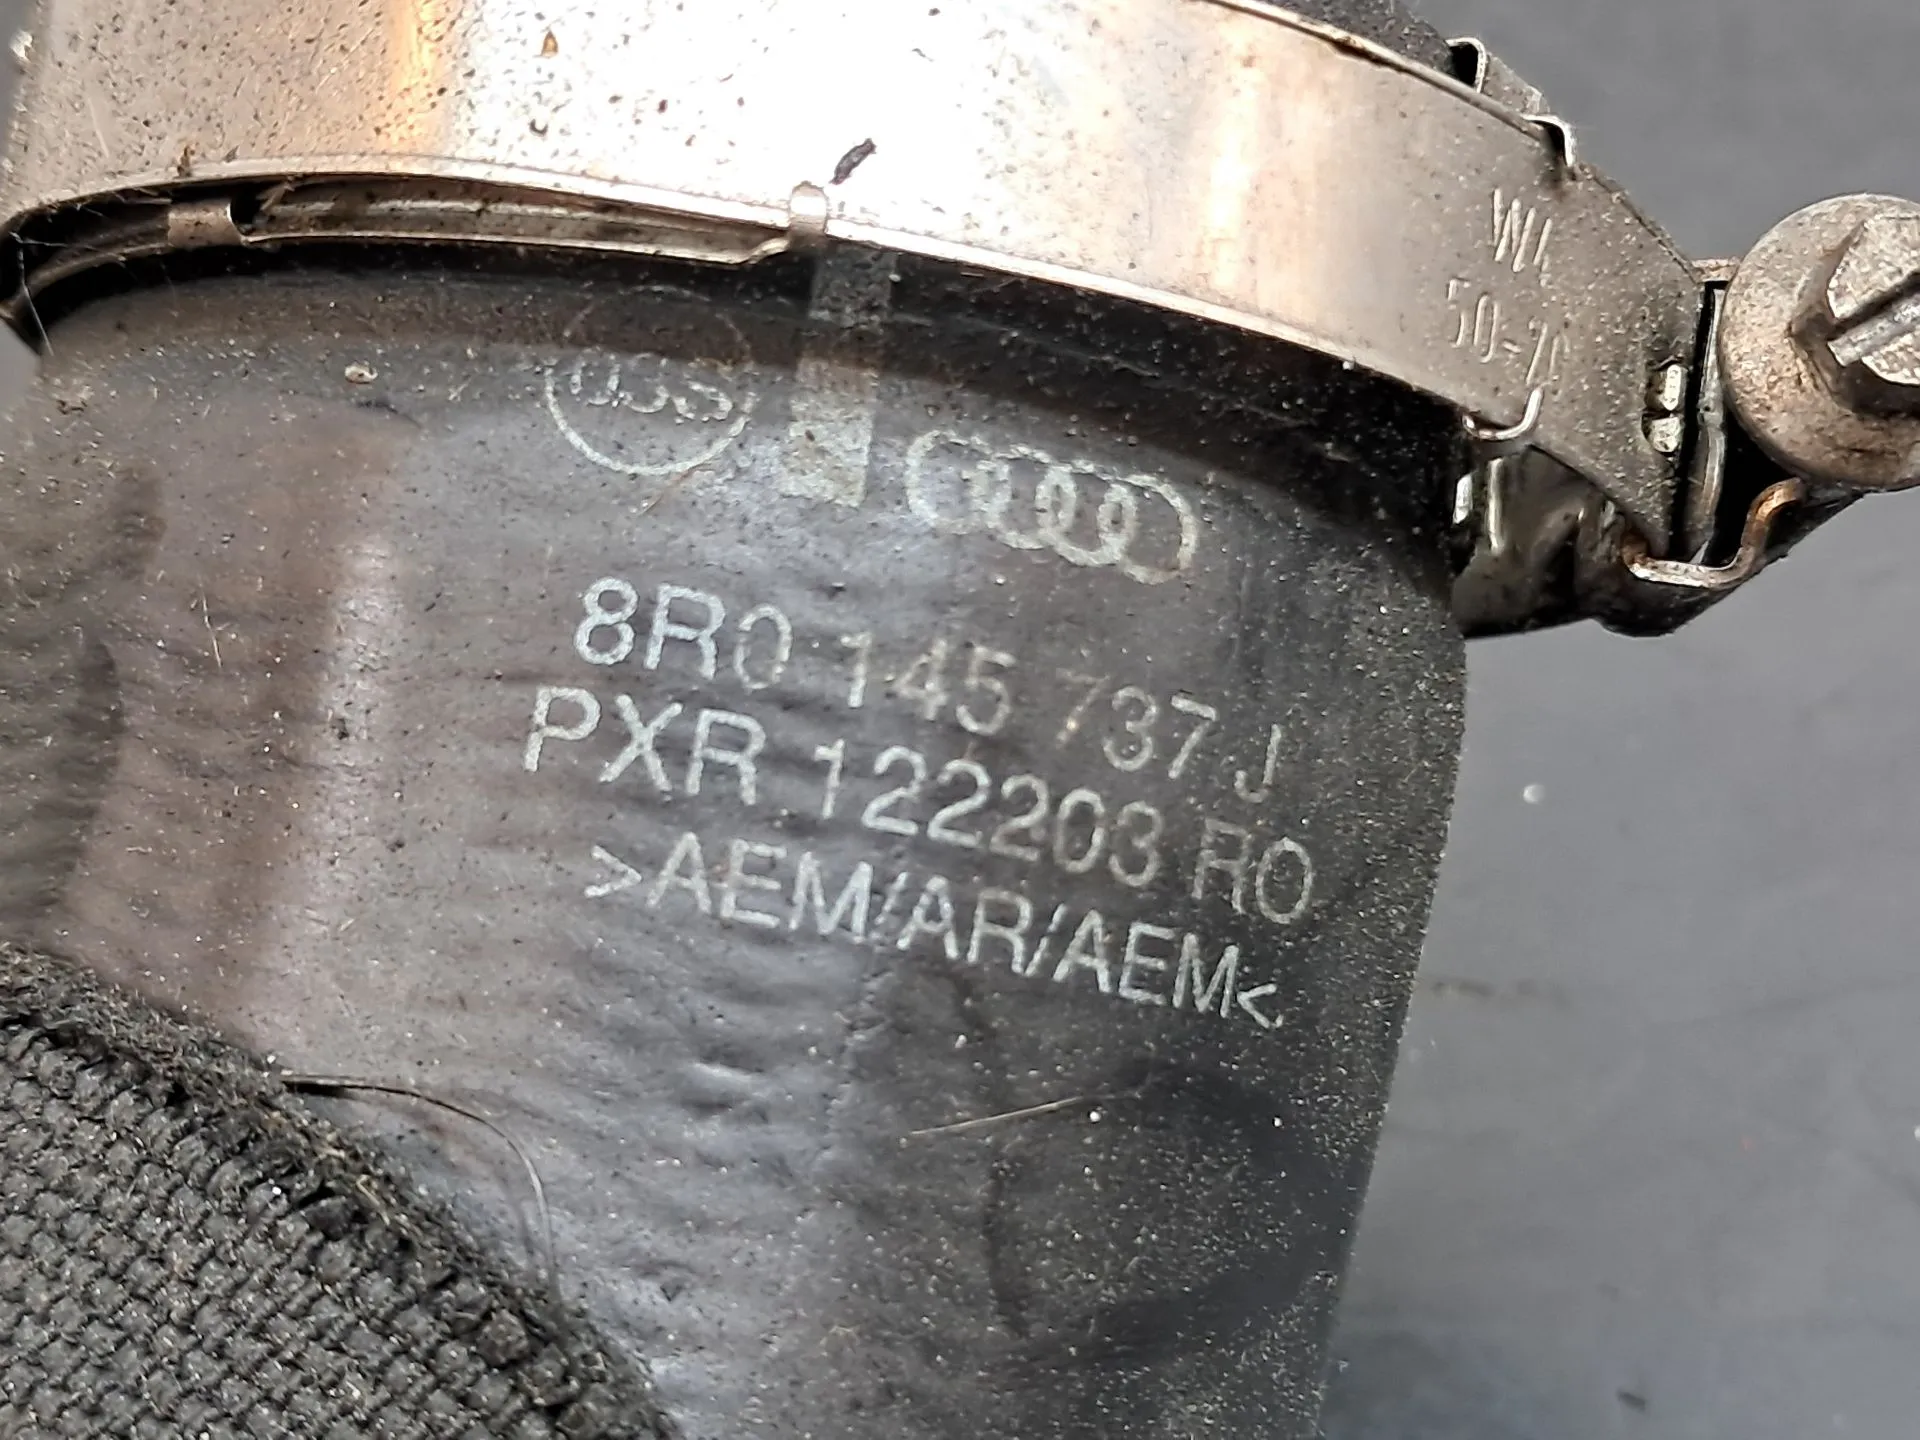 8R0 145 737 J
PXR 122203 RO
>AEM/AR/AEM<